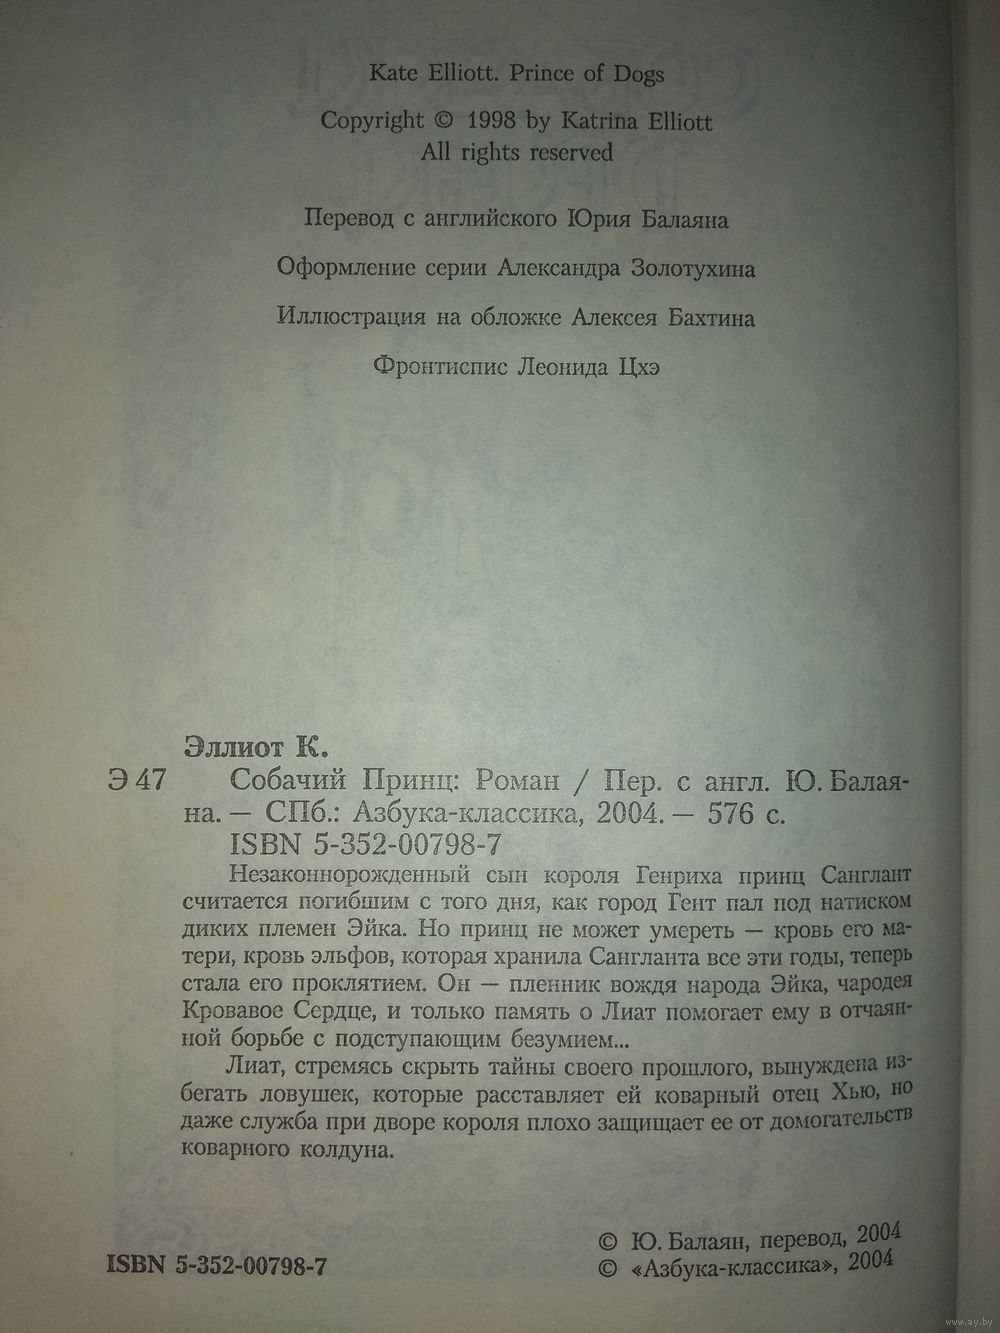 Kate Elliott. Prince of Dogs
Copyright © 1998 by Katrina Elliott
All rights reserved
Перевод с английского Юрия Балаяна
Оформление серии Александра Золотухина
Иллюстрация на обложке Алексея Бахтина
Фронтиспис Леонида Цхэ
Эллиот К.
Э 47 Собачий Принц: Роман / Пер. с англ. Ю. Балая-
на. — СПб.: Азбука-классика, 2004. — 576 с.
ISBN 5-352-00798-7
Незаконнорожденный сын короля Генриха принц Санглант
считается погибшим с того дня, как город Гент пал под натиском
диких племен Эйка. Но принц не может умереть — кровь его ма-
тери, кровь эльфов, которая хранила Сангланта все эти годы, теперь
стала его проклятием. Он — пленник вождя народа Эйка, чародея
Кровавое Сердце, и только память о Лиат помогает ему в отчаян-
ной борьбе с подступающим безумием...
Лиат, стремясь скрыть тайны своего прошлого, вынуждена из-
бегать ловушек, которые расставляет ей коварный отец Хью, но
даже служба при дворе короля плохо защищает ее от домогательств
коварного колдуна.
© Ю. Балаян, перевод, 2004
ISBN 5-352-00798-7 © «Азбука-классика», 2004
www.ay.by